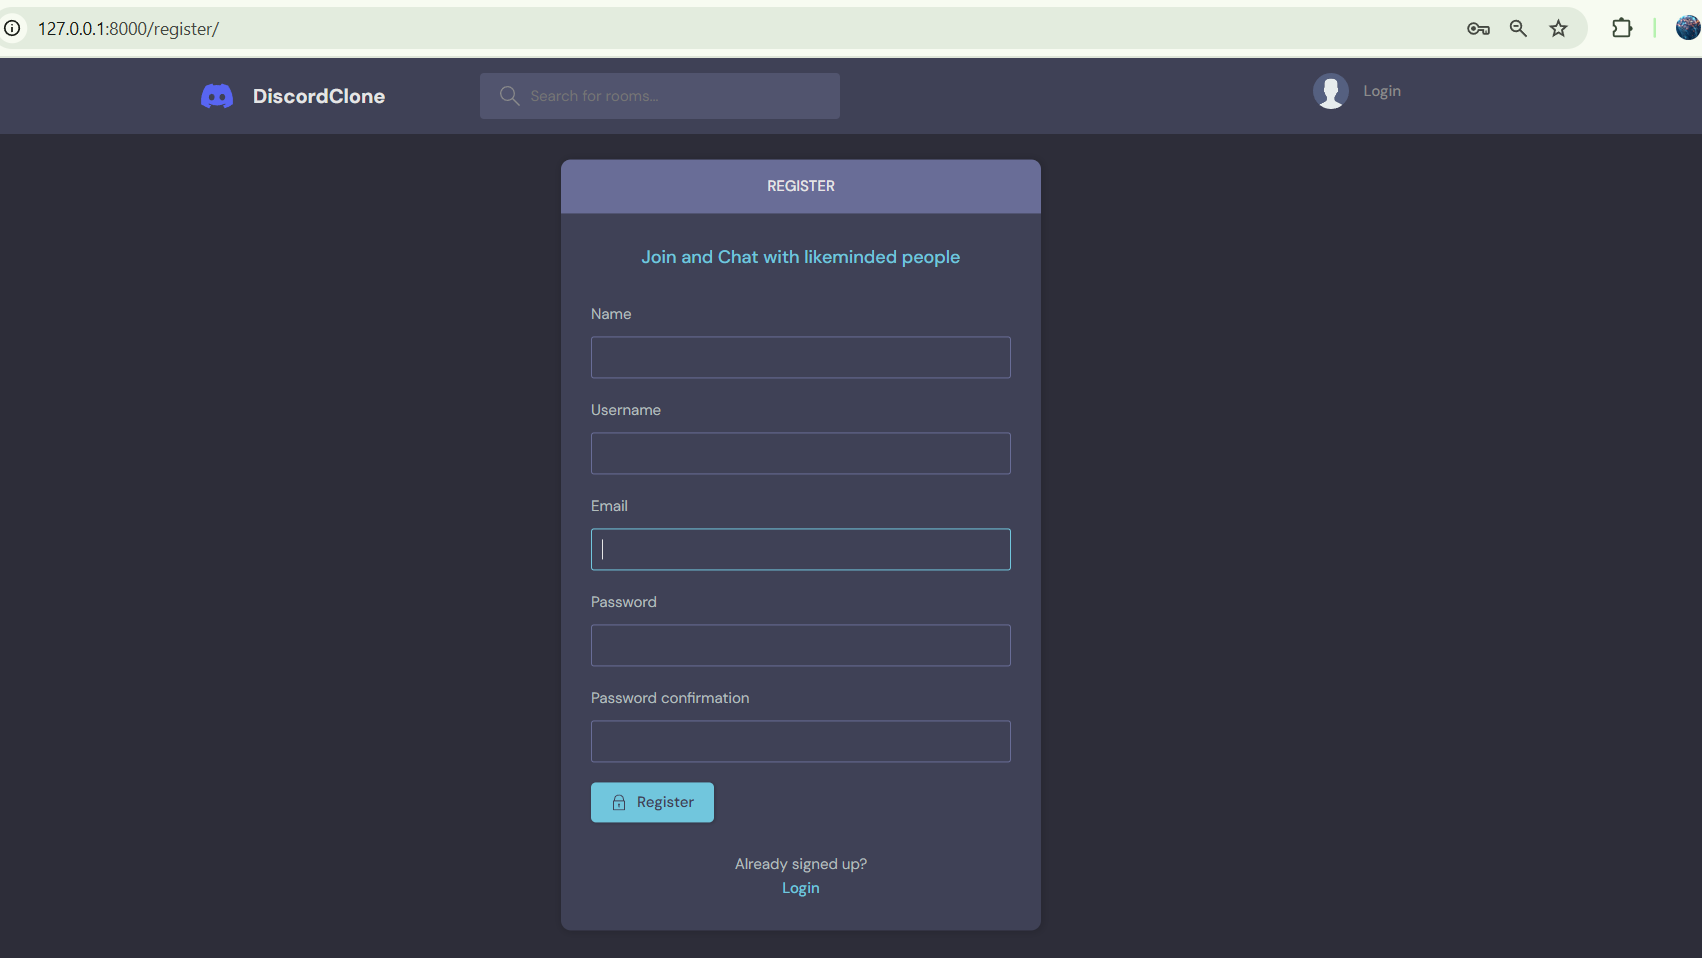 127.0.0.1:8000/register/
DiscordClone
Search for rooms...
Login
REGISTER
Join and Chat with likeminded people
Name
Username
Email
Password
Password confirmation
Register
Already signed up?
Login